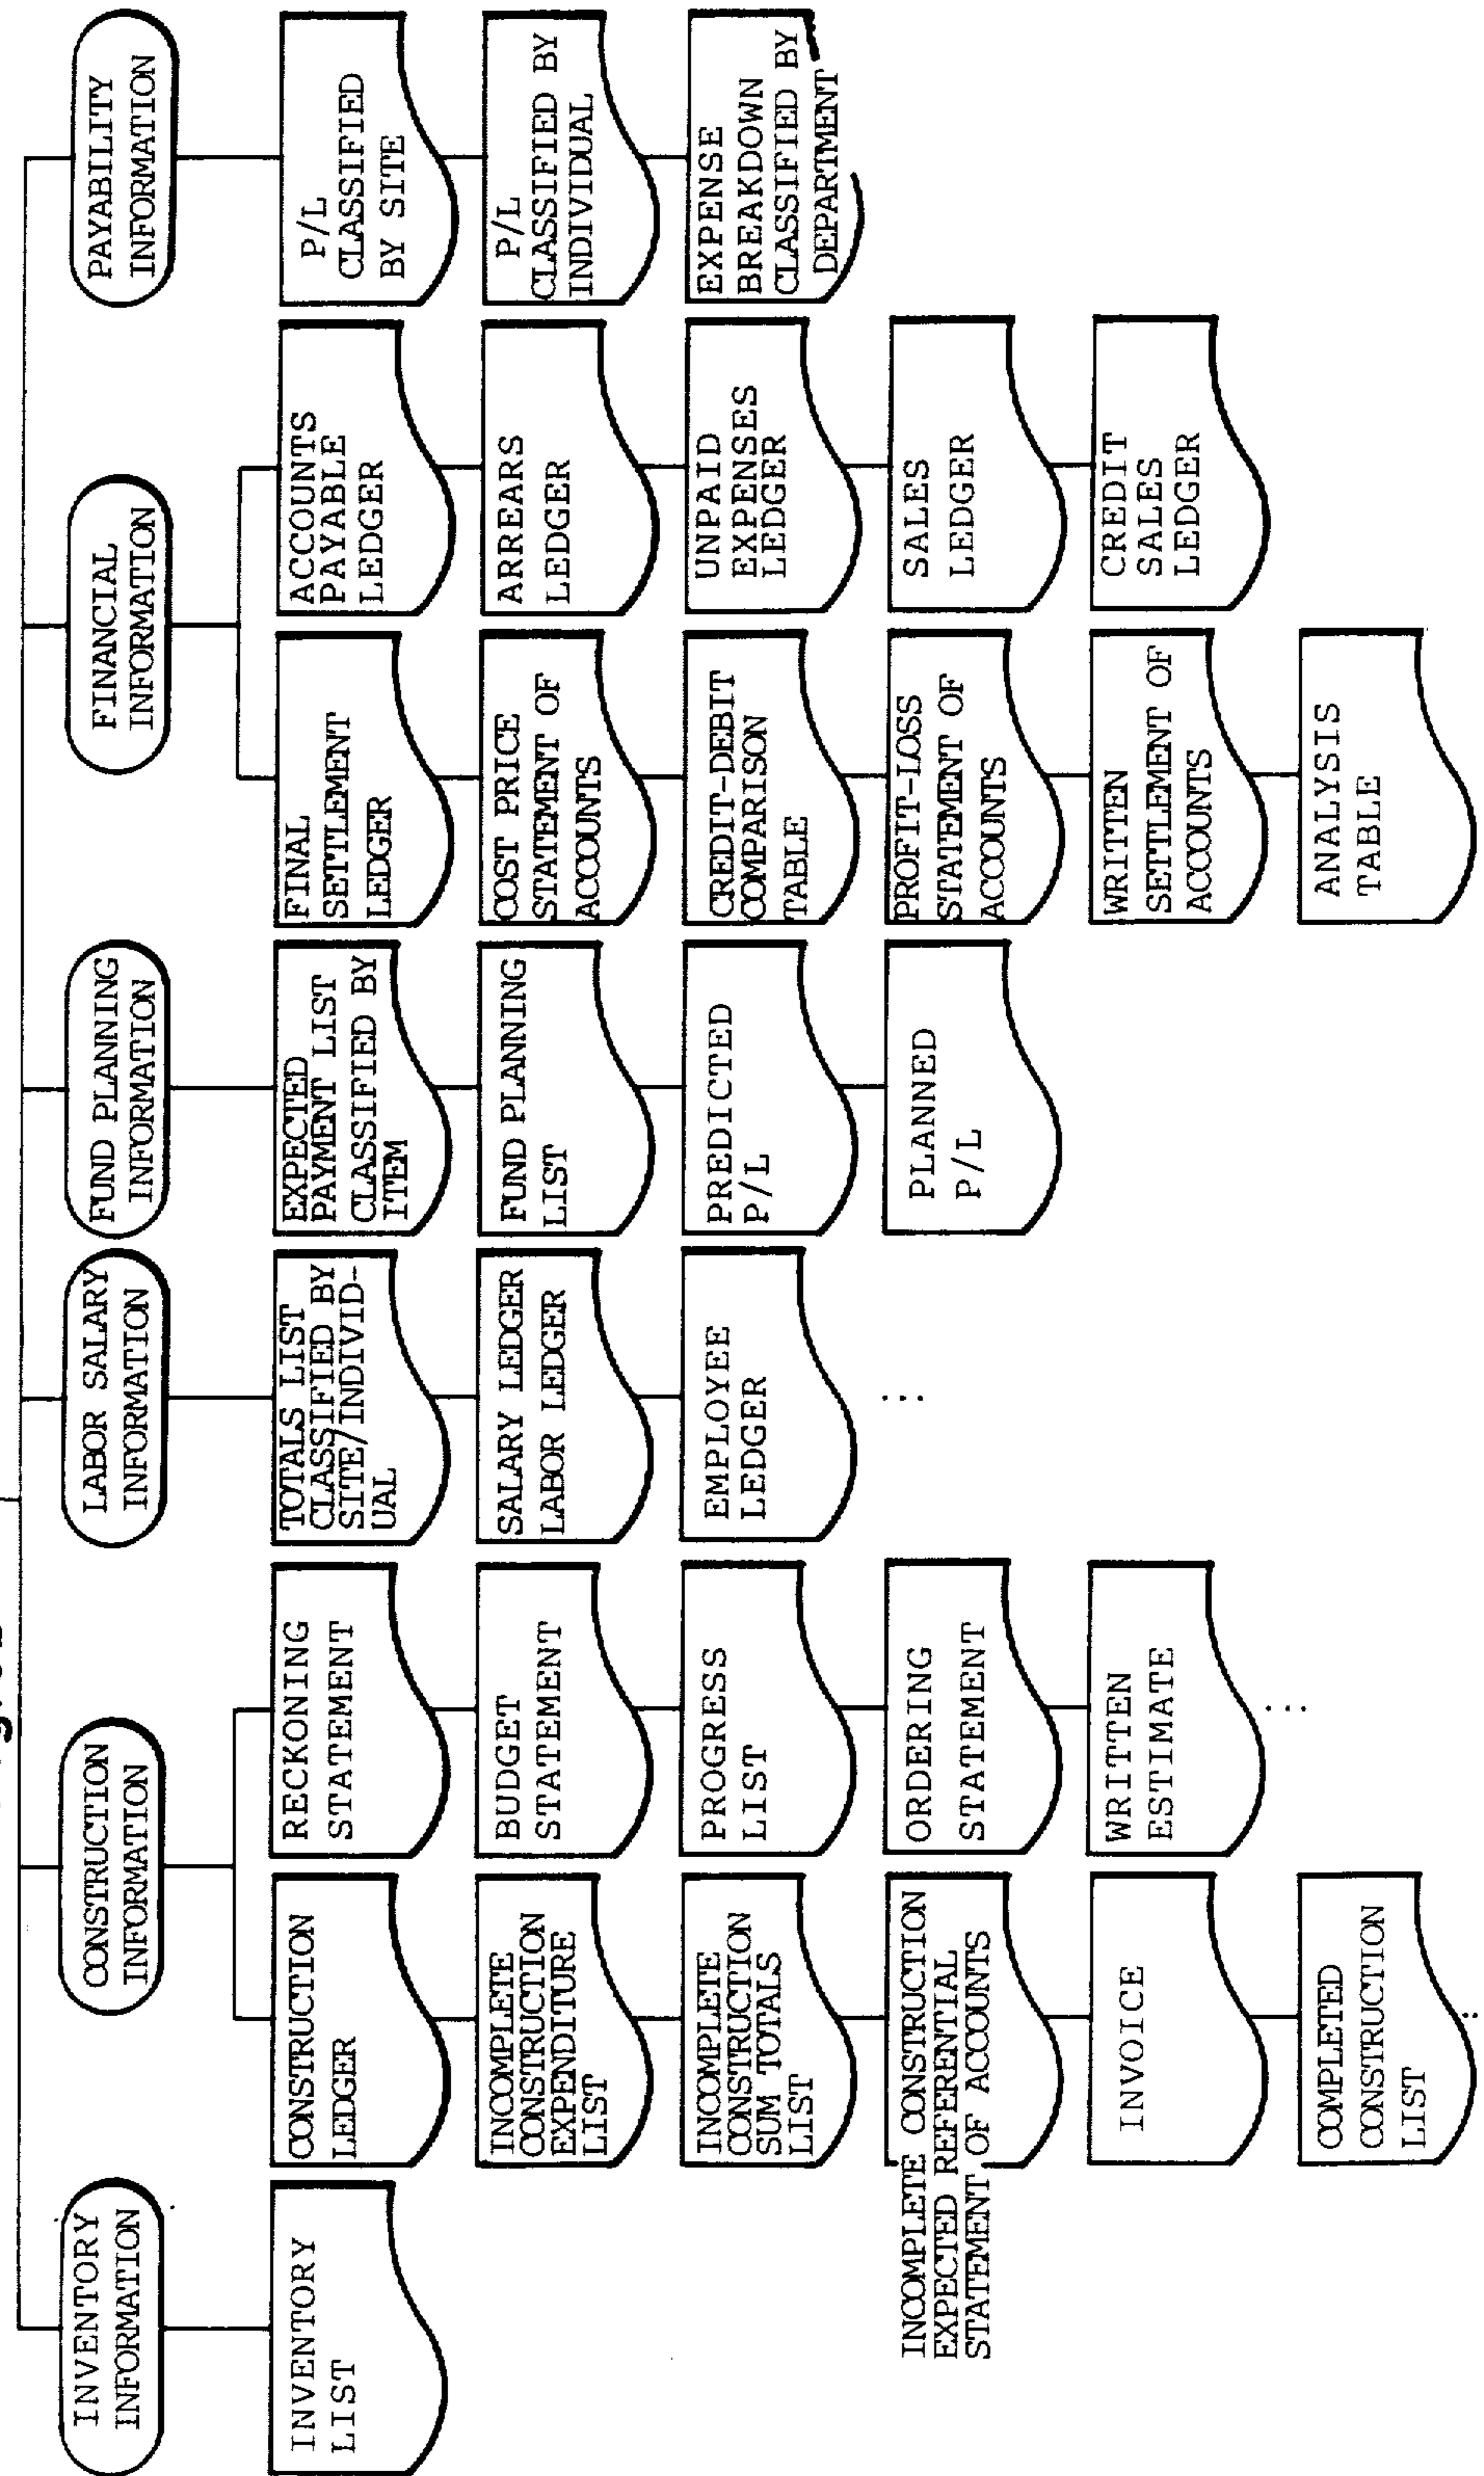 INVENTORY
INFORMATION
INVENTORY
LIST
CONSTRUCTION
INFORMATION
CONSTRUCTION
LEDGER
INCOMPLETE
CONSTRUCTION
EXPENDITURE
LIST
INCOMPLETE
CONSTRUCTION
SUM TOTALS
LIST
INCOMPLETE CONSTRUCTION
EXPECTED REFERENTIAL
STATEMENT OF ACCOUNTS
INVOICE
COMPLETED
CONSTRUCTION
LIST
RECKONING
STATEMENT
BUDGET
STATEMENT
PROGRESS
LIST
ORDERING
STATEMENT
WRITTEN
ESTIMATE
...
LABOR SALARY
INFORMATION
TOTALS LIST
CLASSIFIED BY
SITE/INDIVID-
UAL
SALARY LEDGER
LABOR LEDGER
EMPLOYEE
LEDGER
...
FUND PLANNING
INFORMATION
EXPECTED
PAYMENT LIST
CLASSIFIED BY
ITEM
FUND PLANNING
LIST
PREDICTED
P/L
PLANNED
P/L
FINANCIAL
INFORMATION
FINAL
SETTLEMENT
LEDGER
COST PRICE
STATEMENT OF
ACCOUNTS
CREDIT-DEBIT
COMPARISON
TABLE
PROFIT-LOSS
STATEMENT OF
ACCOUNTS
WRITTEN
SETTLEMENT OF
ACCOUNTS
ANALYSIS
TABLE
ACCOUNTS
PAYABLE
LEDGER
ARREARS
LEDGER
UNPAID
EXPENSES
LEDGER
SALES
LEDGER
CREDIT
SALES
LEDGER
PAYABILITY
INFORMATION
P/L
CLASSIFIED
BY SITE
P/L
CLASSIFIED BY
INDIVIDUAL
EXPENSE
BREAKDOWN
CLASSIFIED BY
DEPARTMENT